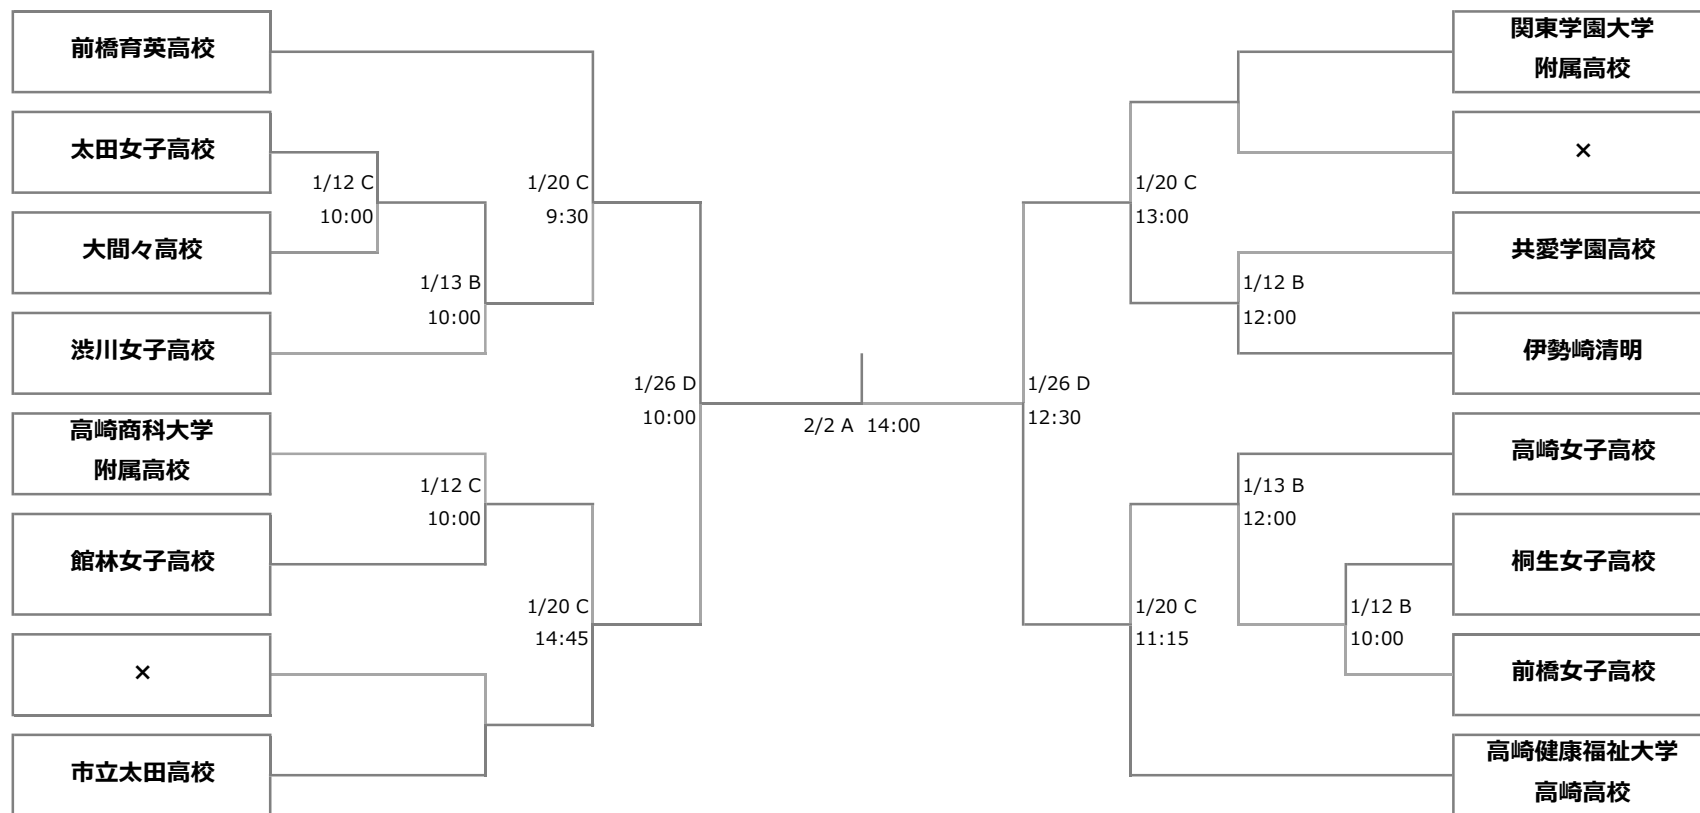 前橋育英高校
太田女子高校
大間々高校
渋川女子高校
高崎商科大学
附属高校
館林女子高校
×
市立太田高校
1/12 C
10:00
1/13 B
10:00
1/20 C
9:30
1/12 C
10:00
1/20 C
14:45
1/26 D
10:00
2/2 A 14:00
1/26 D
12:30
1/20 C
13:00
1/12 B
12:00
1/13 B
12:00
1/12 B
10:00
1/20 C
11:15
関東学園大学
附属高校
×
共愛学園高校
伊勢崎清明
高崎女子高校
桐生女子高校
前橋女子高校
高崎健康福祉大学
高崎高校